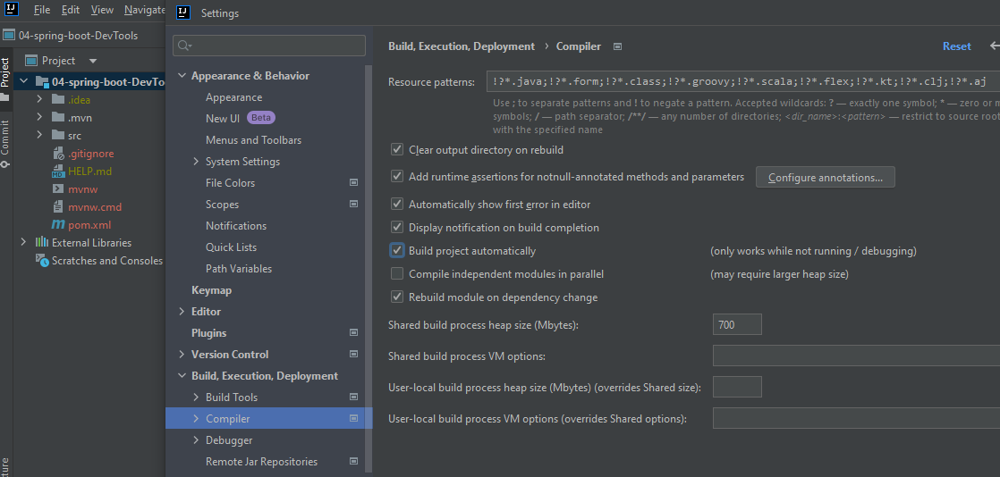 IJ File Edit View Navigate
IJ Settings
04-spring-boot-DevTools
Project
Project
Commit
04-spring-boot-DevTo
.idea
.mvn
src
.gitignore
MD HELP.md
mvnw
mvnw.cmd
m pom.xml
External Libraries
Scratches and Consoles
Appearance & Behavior
Appearance
New UI Beta
Menus and Toolbars
System Settings
File Colors
Scopes
Notifications
Quick Lists
Path Variables
Keymap
Editor
Plugins
Version Control
Build, Execution, Deployment
Build Tools
Compiler
Debugger
Remote Jar Repositories
Build, Execution, Deployment › Compiler Reset
Resource patterns: !?*.java;!?*.form;!?*.class;!?*.groovy;!?*.scala;!?*.flex;!?*.kt;!?*.clj;!?*.aj
Use ; to separate patterns and ! to negate a pattern. Accepted wildcards: ? — exactly one symbol; * — zero or m
symbols; / — path separator; /**/ — any number of directories; <dir_name>:<pattern> — restrict to source root
with the specified name
Clear output directory on rebuild
Add runtime assertions for notnull-annotated methods and parameters Configure annotations...
Automatically show first error in editor
Display notification on build completion
Build project automatically (only works while not running / debugging)
Compile independent modules in parallel (may require larger heap size)
Rebuild module on dependency change
Shared build process heap size (Mbytes): 700
Shared build process VM options:
User-local build process heap size (Mbytes) (overrides Shared size):
User-local build process VM options (overrides Shared options):